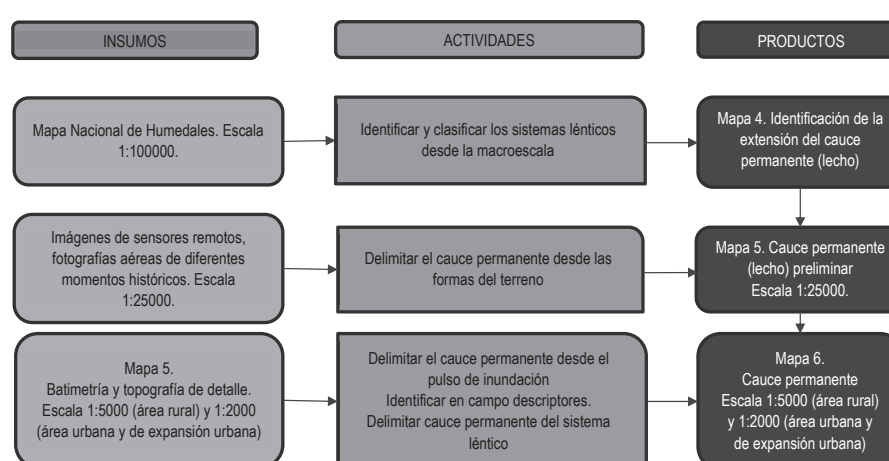 INSUMOS
ACTIVIDADES
PRODUCTOS
Mapa Nacional de Humedales. Escala
1:100000.
Identificar y clasificar los sistemas lénticos
desde la macroescala
Mapa 4. Identificación de la
extensión del cauce
permanente (lecho)
Imágenes de sensores remotos,
fotografías aéreas de diferentes
momentos históricos. Escala
1:25000.
Delimitar el cauce permanente desde las
formas del terreno
Mapa 5. Cauce permanente
(lecho) preliminar
Escala 1:25000.
Mapa 5.
Batimetría y topografía de detalle.
Escala 1:5000 (área rural) y 1:2000
(área urbana y de expansión urbana)
Delimitar el cauce permanente desde el
pulso de inundación
Identificar en campo descriptores.
Delimitar cauce permanente del sistema
léntico
Mapa 6.
Cauce permanente
Escala 1:5000 (área rural)
y 1:2000 (área urbana y
de expansión urbana)